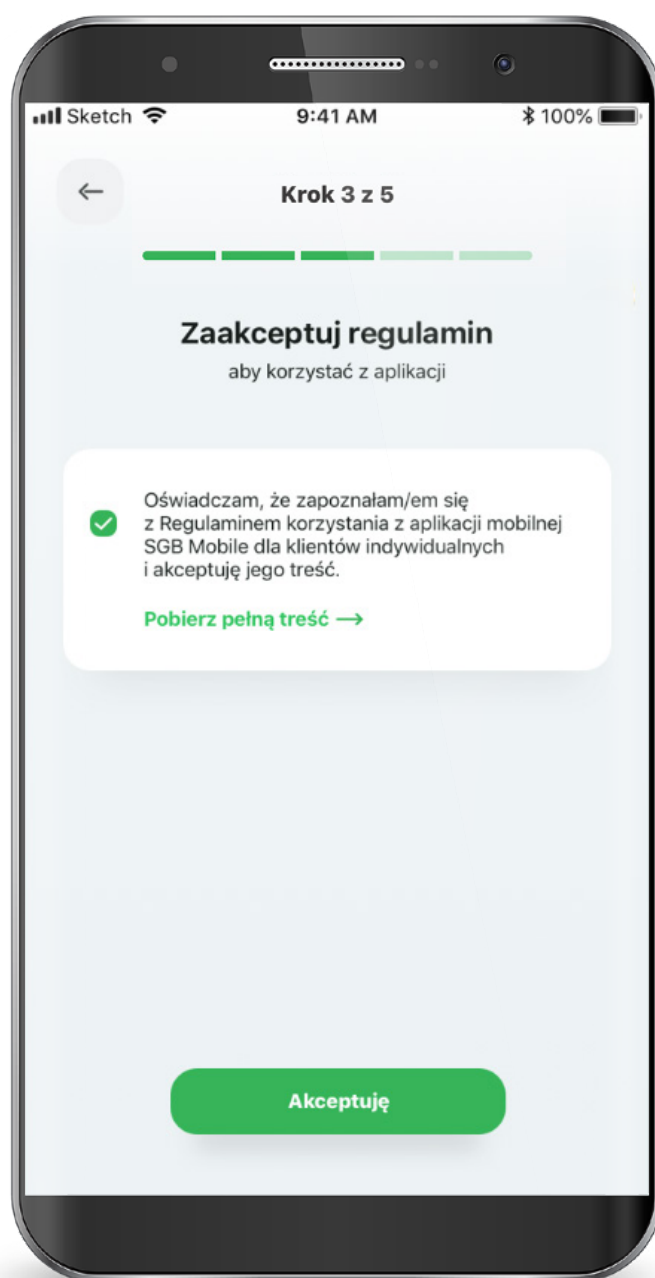 Sketch 9:41 AM 100%
Krok 3 z 5
Zaakceptuj regulamin
aby korzystać z aplikacji
Oświadczam, że zapoznałam/em się
z Regulaminem korzystania z aplikacji mobilnej
SGB Mobile dla klientów indywidualnych
i akceptuję jego treść.
Pobierz pełną treść →
Akceptuję